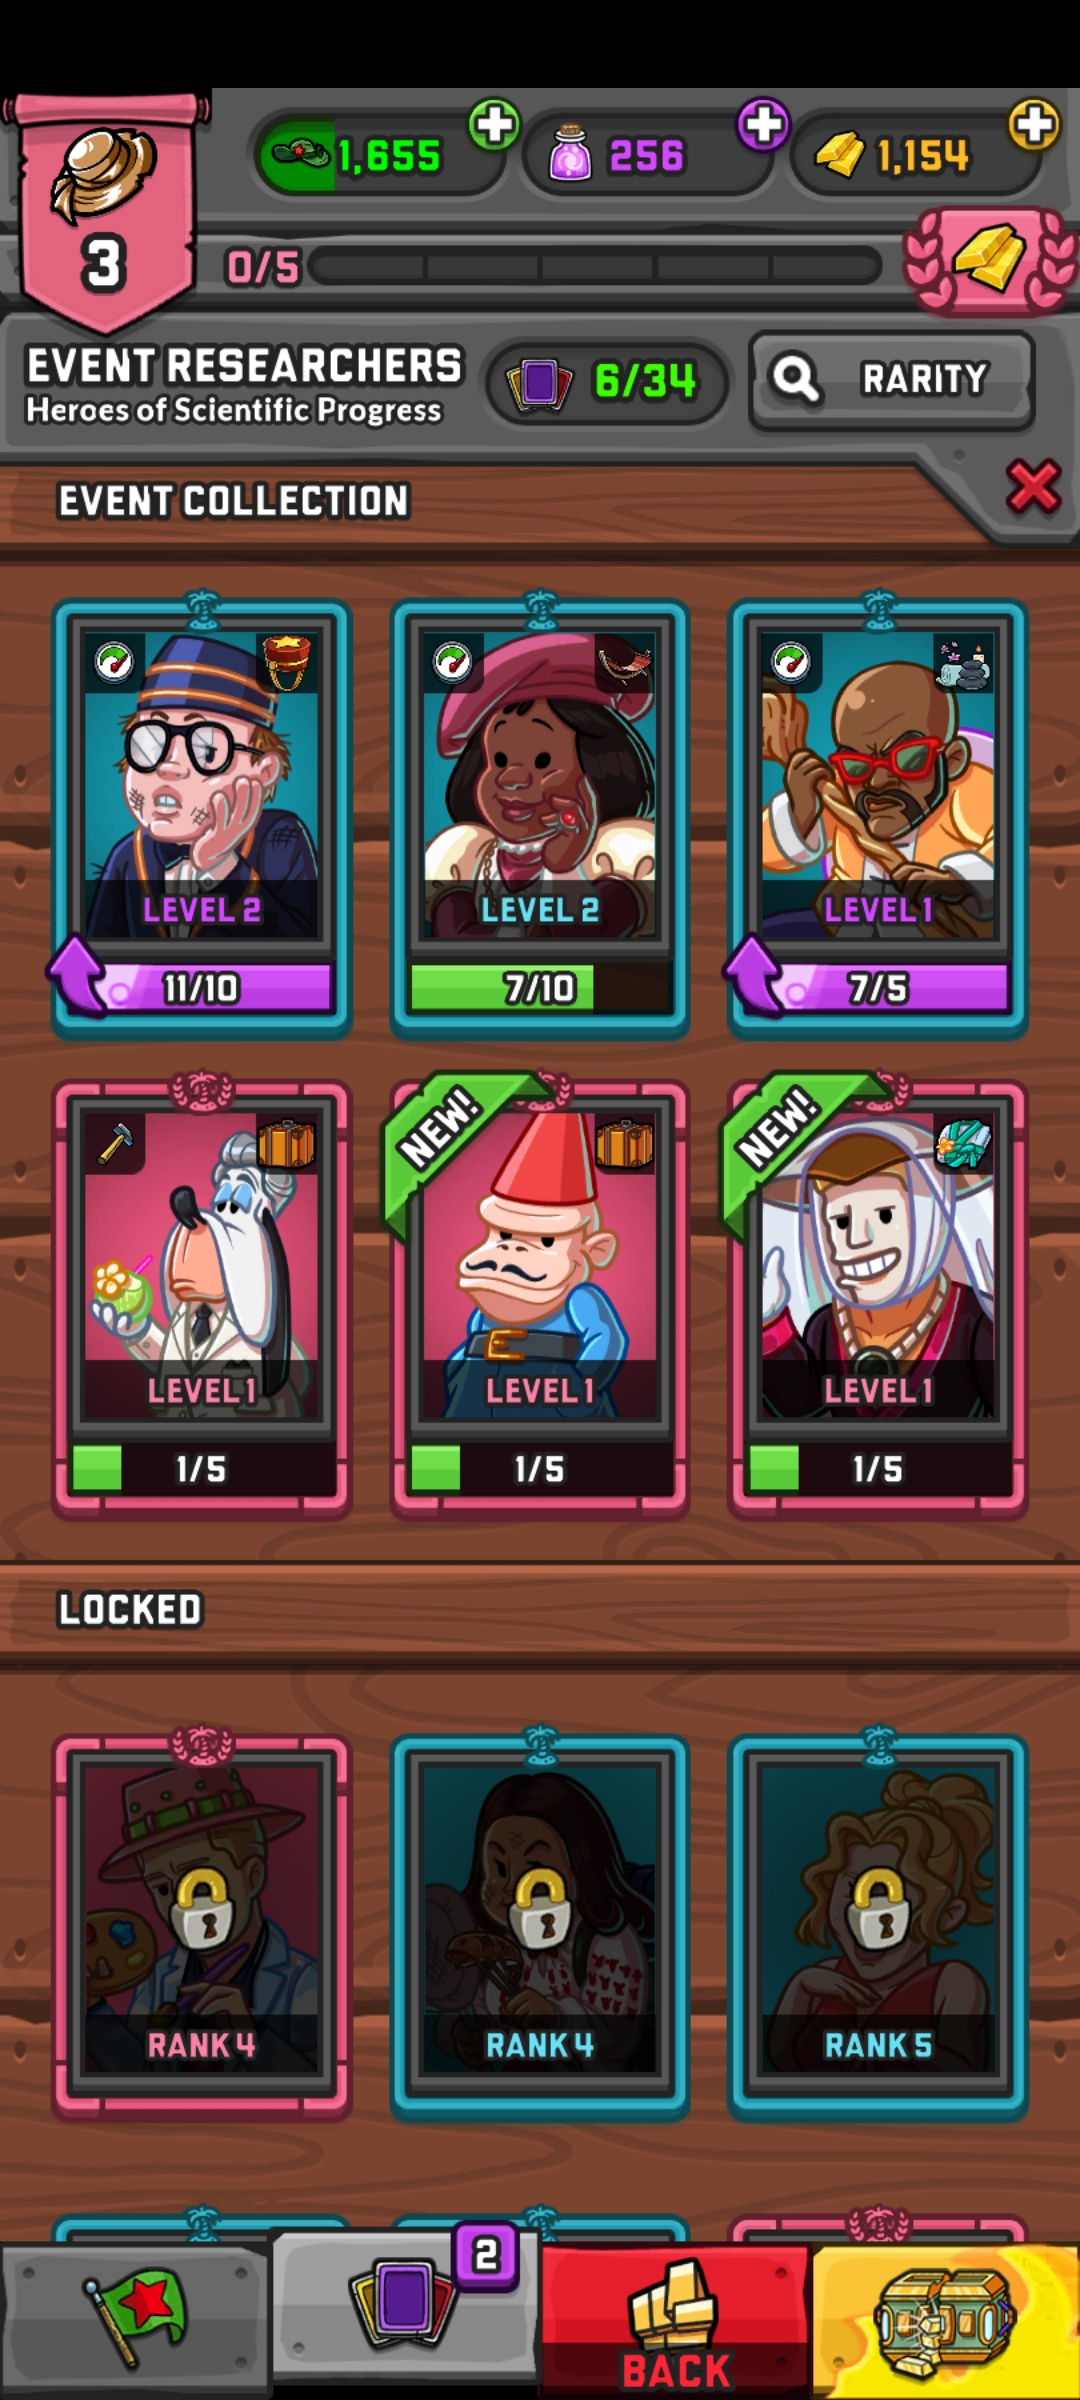 1,655
256
1,154
3
0/5
EVENT RESEARCHERS
Heroes of Scientific Progress
6/34
RARITY
EVENT COLLECTION
LEVEL 2
LEVEL 2
LEVEL 1
11/10
7/10
7/5
NEW!
NEW!
LEVEL 1
LEVEL 1
LEVEL 1
1/5
1/5
1/5
LOCKED
RANK 4
RANK 4
RANK 5
2
BACK